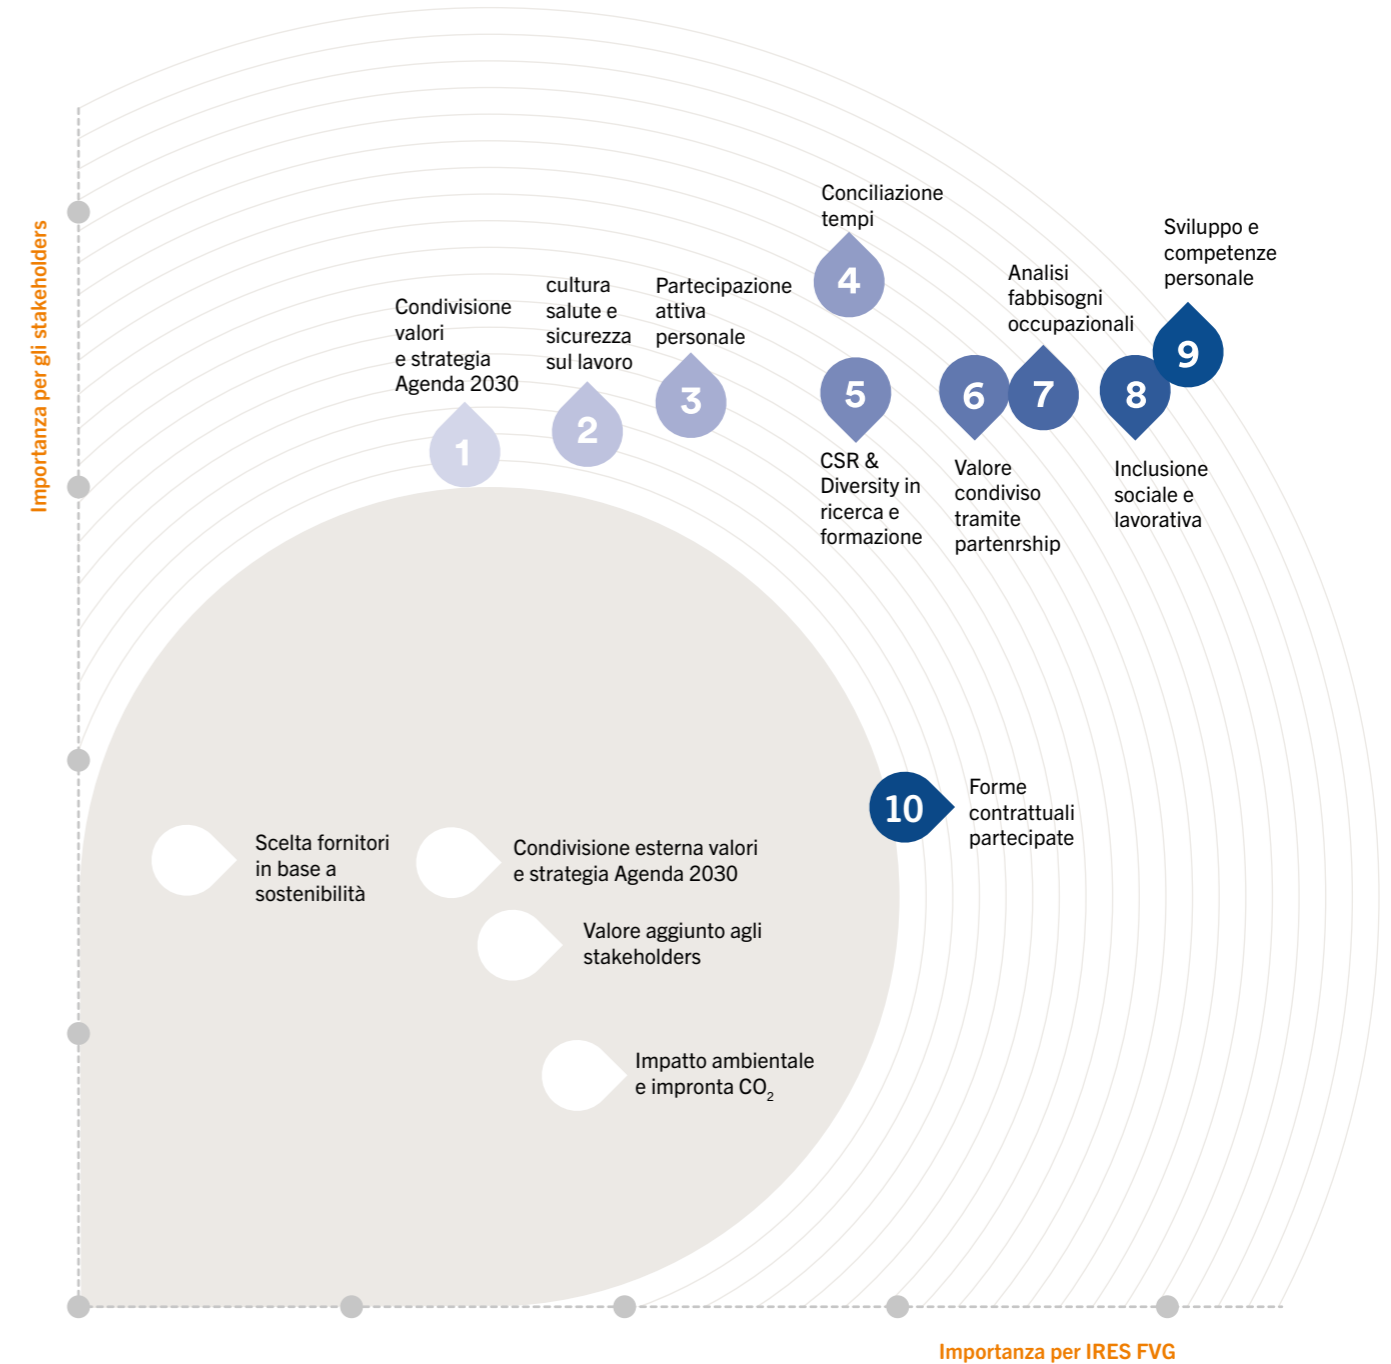 Importanza per gli stakeholders
Conciliazione
tempi
4
Sviluppo e
competenze
personale
9
Analisi
fabbisogni
occupazionali
7
cultura
salute e
sicurezza
sul lavoro
2
Partecipazione
attiva
personale
3
Condivisione
valori
e strategia
Agenda 2030
1
5
CSR &
Diversity in
ricerca e
formazione
6
Valore
condiviso
tramite
partenrship
8
Inclusione
sociale e
lavorativa
10
Forme
contrattuali
partecipate
Scelta fornitori
in base a
sostenibilità
Condivisione esterna valori
e strategia Agenda 2030
Valore aggiunto agli
stakeholders
Impatto ambientale
e impronta CO₂
Importanza per IRES FVG